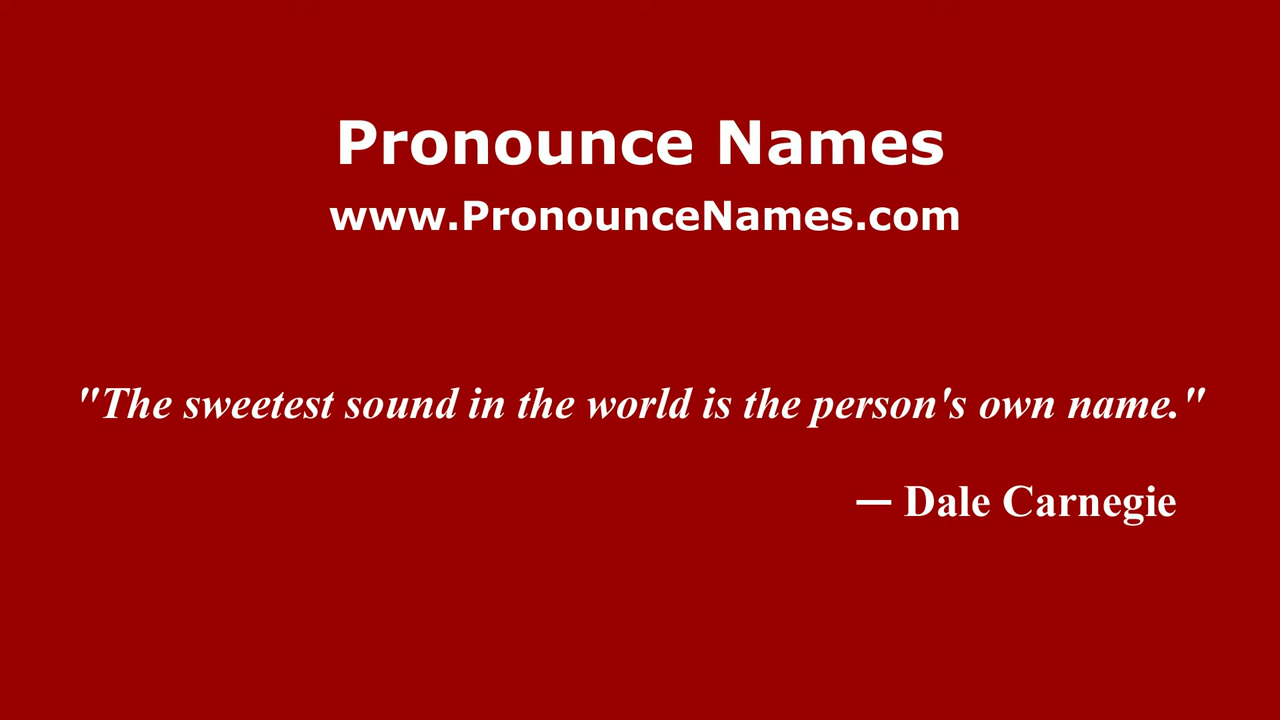 Pronounce Names
www.PronounceNames.com
"The sweetest sound in the world is the person's own name."
— Dale Carnegie